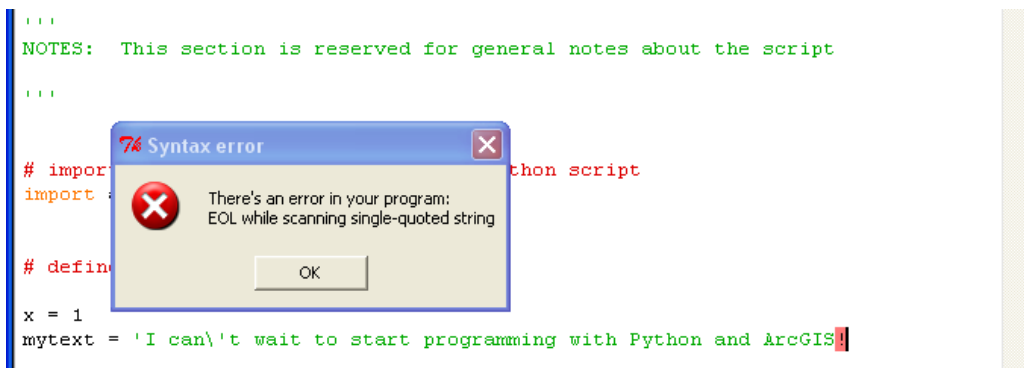 '''
NOTES:  This section is reserved for general notes about the script
'''
Syntax error
# impor
thon script
import
There's an error in your program:
EOL while scanning single-quoted string
OK
# defin
x = 1
mytext = 'I can\'t wait to start programming with Python and ArcGIS!